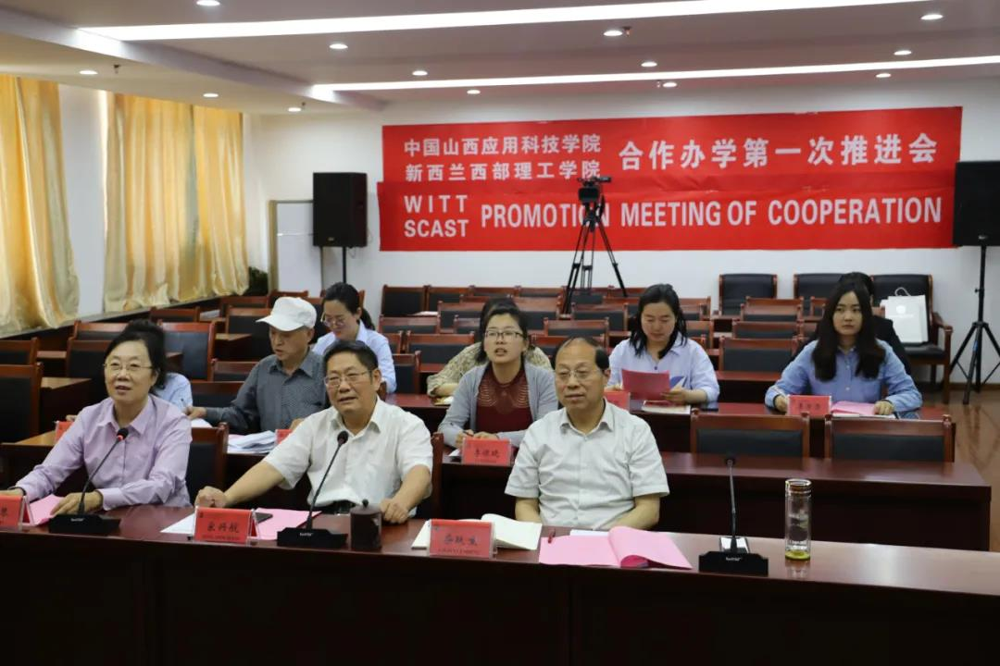 中国山西应用科技学院
新西兰西部理工学院
合作办学第一次推进会
WITT
SCAST
PROMOTION MEETING OF COOPERATION